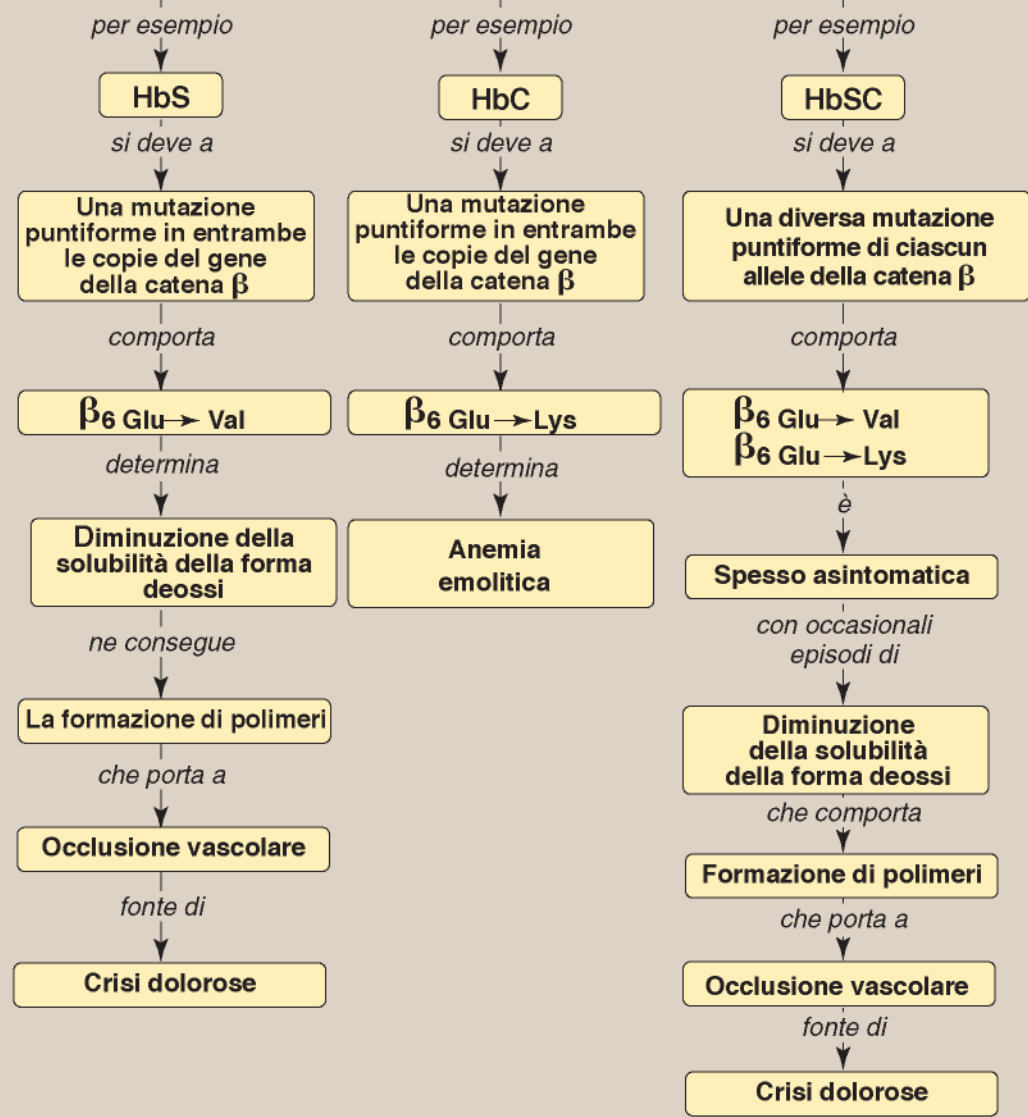 per esempio
HbS
si deve a
Una mutazione
puntiforme in entrambe
le copie del gene
della catena β
comporta
β6 Glu → Val
determina
Diminuzione della
solubilità della forma
deossi
ne consegue
La formazione di polimeri
che porta a
Occlusione vascolare
fonte di
Crisi dolorose
per esempio
HbC
si deve a
Una mutazione
puntiforme in entrambe
le copie del gene
della catena β
comporta
β6 Glu → Lys
determina
Anemia
emolitica
per esempio
HbSC
si deve a
Una diversa mutazione
puntiforme di ciascun
allele della catena β
comporta
β6 Glu → Val
β6 Glu → Lys
è
Spesso asintomatica
con occasionali
episodi di
Diminuzione
della solubilità
della forma deossi
che comporta
Formazione di polimeri
che porta a
Occlusione vascolare
fonte di
Crisi dolorose